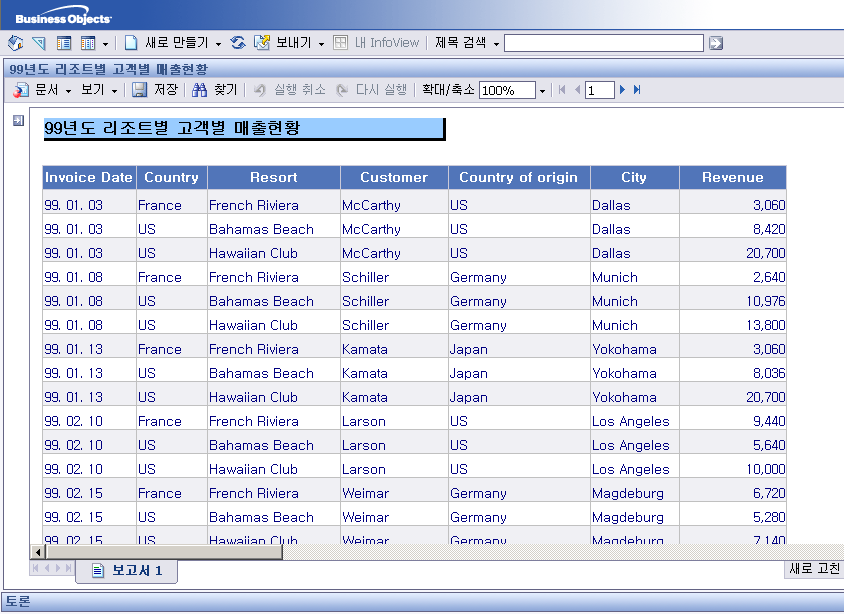 Business Objects
새로 만들기 보내기 내 InfoView 제목 검색
99년도 리조트별 고객별 매출현황
문서 보기 저장 찾기 실행 취소 다시 실행 확대/축소 100% 1
99년도 리조트별 고객별 매출현황
Invoice Date Country Resort Customer Country of origin City Revenue
99. 01. 03 France French Riviera McCarthy US Dallas 3,060
99. 01. 03 US Bahamas Beach McCarthy US Dallas 8,420
99. 01. 03 US Hawaiian Club McCarthy US Dallas 20,700
99. 01. 08 France French Riviera Schiller Germany Munich 2,640
99. 01. 08 US Bahamas Beach Schiller Germany Munich 10,976
99. 01. 08 US Hawaiian Club Schiller Germany Munich 13,800
99. 01. 13 France French Riviera Kamata Japan Yokohama 3,060
99. 01. 13 US Bahamas Beach Kamata Japan Yokohama 8,036
99. 01. 13 US Hawaiian Club Kamata Japan Yokohama 20,700
99. 02. 10 France French Riviera Larson US Los Angeles 9,440
99. 02. 10 US Bahamas Beach Larson US Los Angeles 5,640
99. 02. 10 US Hawaiian Club Larson US Los Angeles 10,000
99. 02. 15 France French Riviera Weimar Germany Magdeburg 6,720
99. 02. 15 US Bahamas Beach Weimar Germany Magdeburg 5,280
99. 02. 15 US Hawaiian Club Weimar Germany Magdeburg 7,140
보고서 1
새로 고친
토론